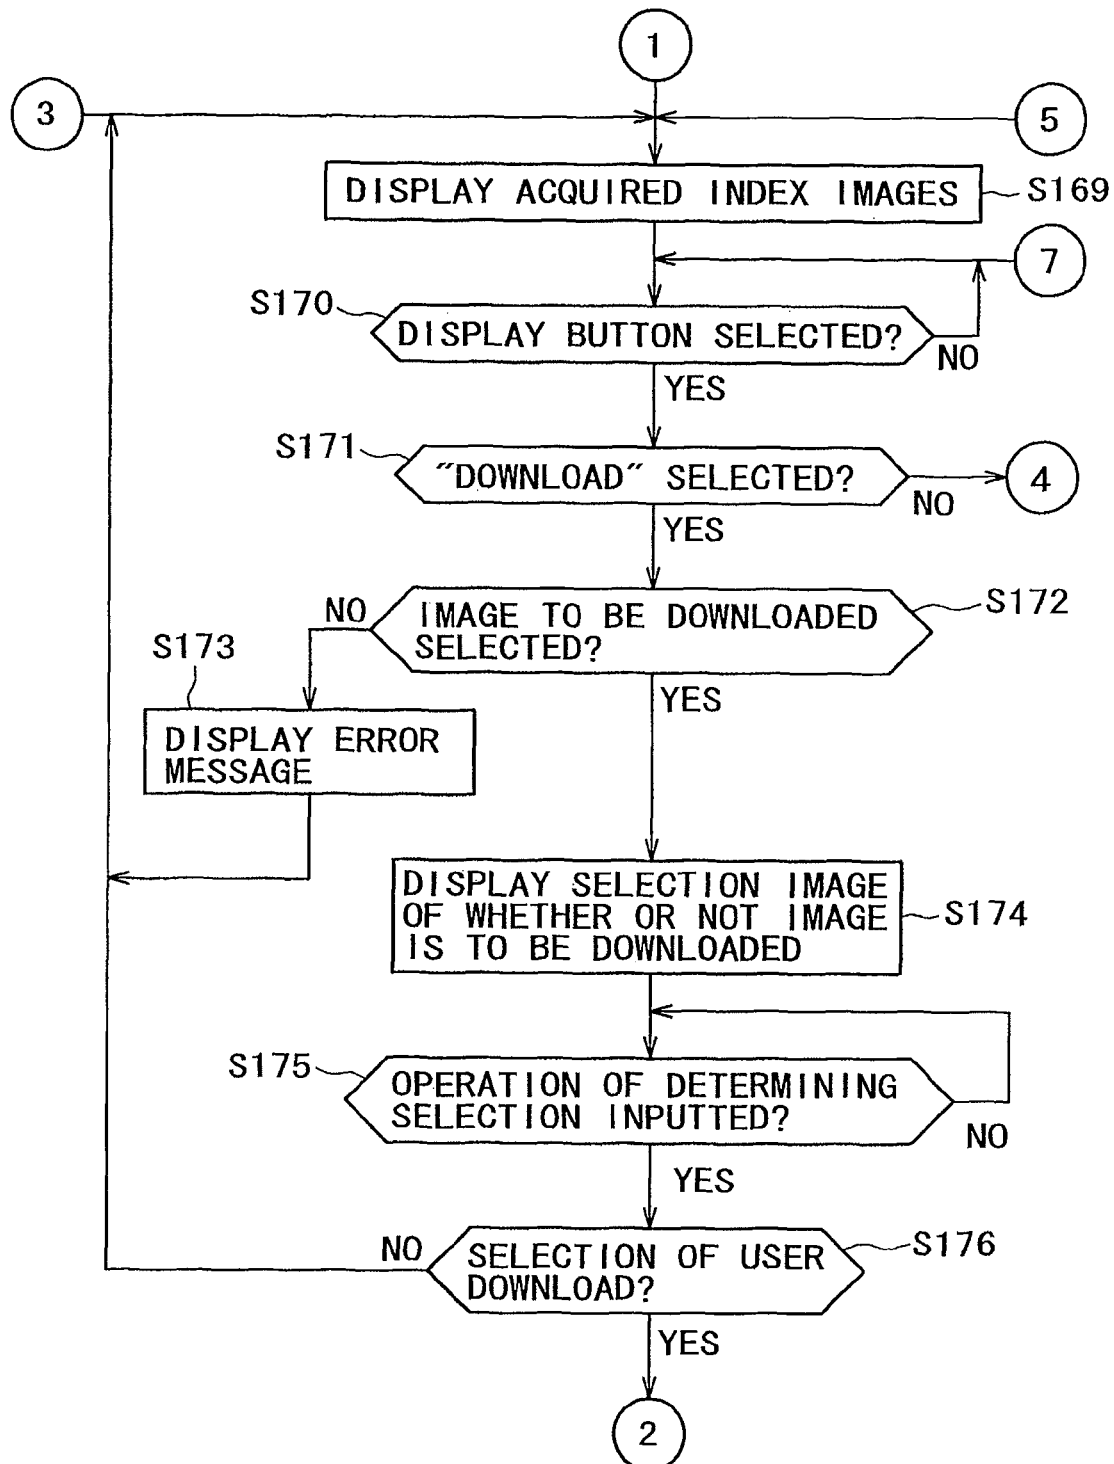 1
3
5
DISPLAY ACQUIRED INDEX IMAGES
S169
7
S170
DISPLAY BUTTON SELECTED?
NO
YES
S171
"DOWNLOAD" SELECTED?
NO
4
YES
NO
IMAGE TO BE DOWNLOADED
SELECTED?
S172
S173
YES
DISPLAY ERROR
MESSAGE
DISPLAY SELECTION IMAGE
OF WHETHER OR NOT IMAGE
IS TO BE DOWNLOADED
S174
S175
OPERATION OF DETERMINING
SELECTION INPUTTED?
NO
YES
NO
SELECTION OF USER
DOWNLOAD?
S176
YES
2